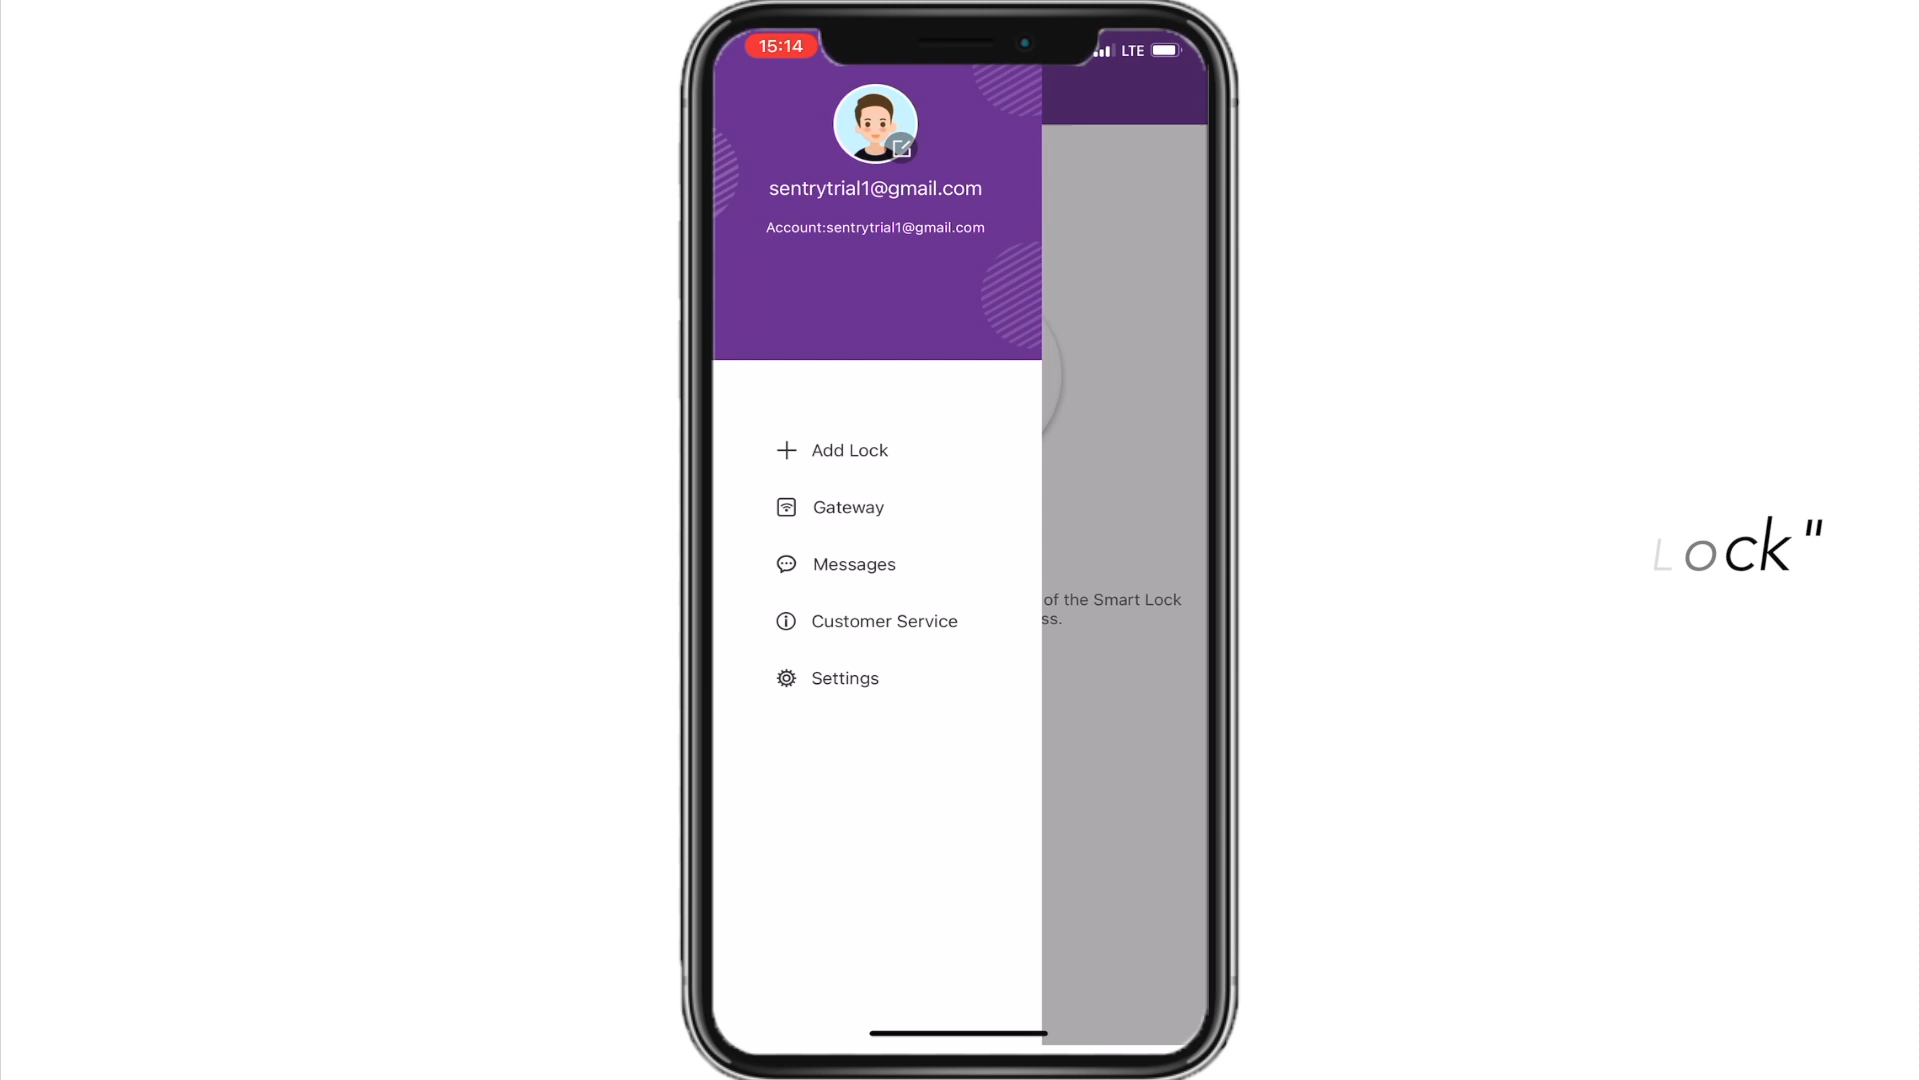 15:14
LTE
sentrytrial1@gmail.com
Account:sentrytrial1@gmail.com
Add Lock
Gateway
Messages
Customer Service
Settings
of the Smart Lock
ss.
Lock"